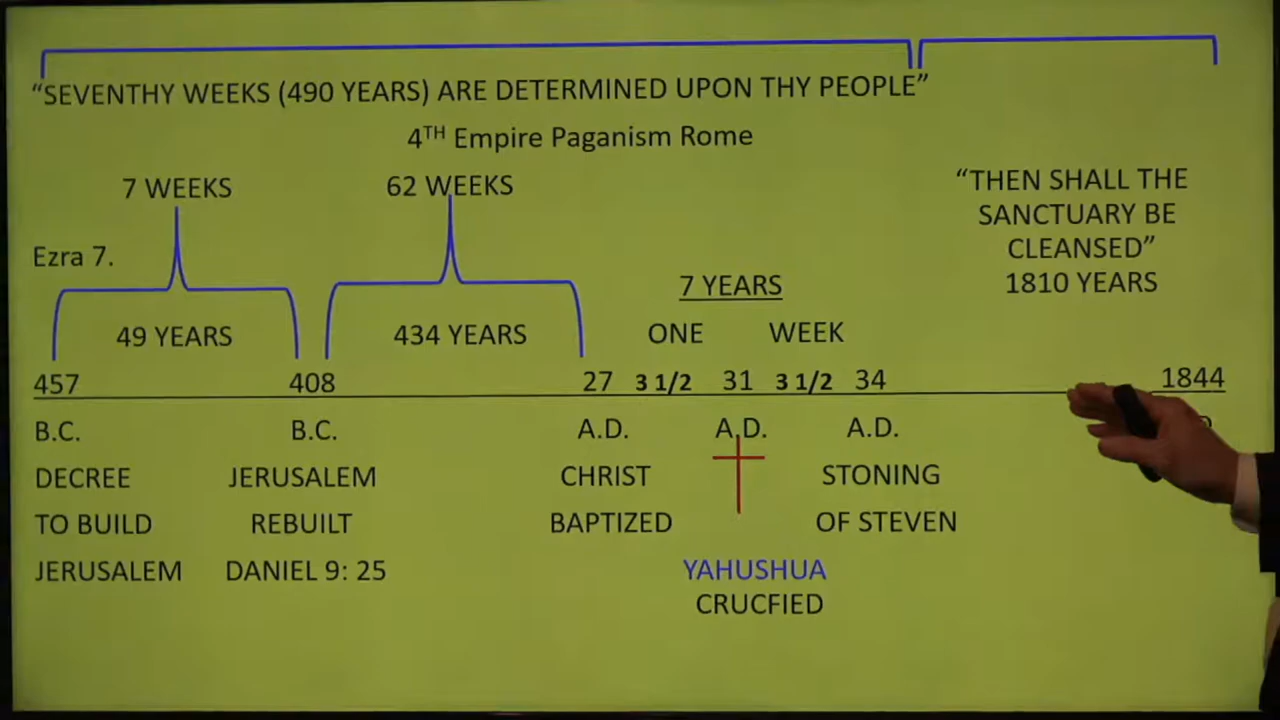 “SEVENTHY WEEKS (490 YEARS) ARE DETERMINED UPON THY PEOPLE”
4TH Empire Paganism Rome
7 WEEKS
62 WEEKS
“THEN SHALL THE
SANCTUARY BE
CLEANSED”
1810 YEARS
Ezra 7.
7 YEARS
49 YEARS
434 YEARS
ONE WEEK
457 408 27 3 1/2 31 3 1/2 34 1844
B.C. B.C. A.D. A.D. A.D.
DECREE
TO BUILD
JERUSALEM
JERUSALEM
REBUILT
DANIEL 9: 25
CHRIST
BAPTIZED
YAHUSHUA
CRUCFIED
STONING
OF STEVEN